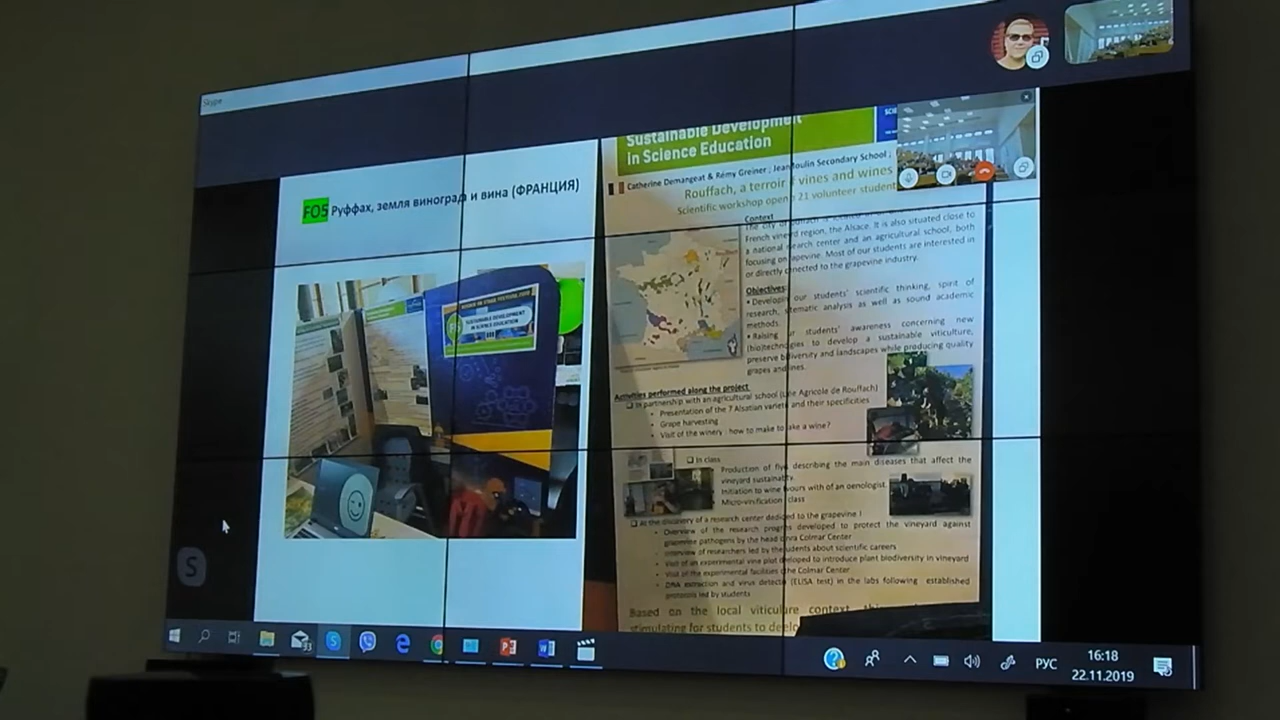 Skype
FO5 Руффах, земля виноград и вина (ФРАНЦИЯ)
SUSTAINABLE DEVELOPMENT
IN SCIENCE EDUCATION
Sustainable Development
in Science Education
SCIE
Catherine Demangeat & Rémy Greiner, Jean Moulin Secondary School,
Rouffach, a terroir f vines and wines
Scientific workshop open 21 volunteer student
Context
The city of
French vineyard region, the Alsace. It is also situated close to
a national search center and an agricultural school, both
focusing on grapevine. Most of our students are interested in
or directly connected to the grapevine industry.
Objectives
• Developing our students' scientific thinking, spirit of
research, systematic analysis as well as sound academic
methods.
• Raising students' awareness concerning new
(bio)technologies to develop a sustainable viticulture,
preserve biodiversity and landscapes while producing quality
grapes and wines.
Activities performed along the project
In partnership with an agricultural school (Agricole de Rouffach)
• Presentation of the 7 Alsatian varieties and their specificities
• Grape harvesting
• Visit of the winery : how to make a wine?
In class
Production of describing the main diseases that affect the
vineyard sustainability.
Initiation to wine with of an oenologist.
Micro-vinification class
At the discovery of a research center dedicated to the grapevine !
• Overview of the research developed to protect the vineyard against
grapevine pathogens by the head Colmar Center
• Interview of researchers led by students about scientific careers
• Visit of an experimental vine plot developed to introduce plant biodiversity in vineyard
• Visit of the experimental facilities the Colmar Center
• DNA extraction and virus detection (ELISA test) in the labs following established
protocols led by students
Based on the local viticulture context,
stimulating for students to develo
S
33
РУС
16:18
22.11.2019